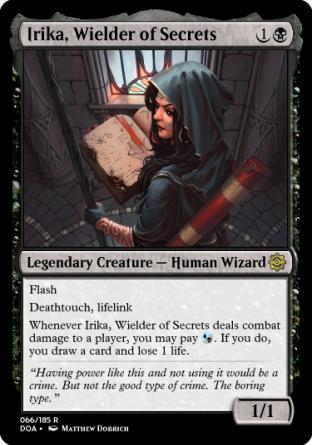 Irika, Wielder of Secrets 1
Legendary Creature — Human Wizard
Flash
Deathtouch, lifelink
Whenever Irika, Wielder of Secrets deals combat
damage to a player, you may pay . If you do,
you draw a card and lose 1 life.
“Having power like this and not using it would be a
crime. But not the good type of crime. The boring
type.”
1/1
066/185 R
DOA • Matthew Dobrich